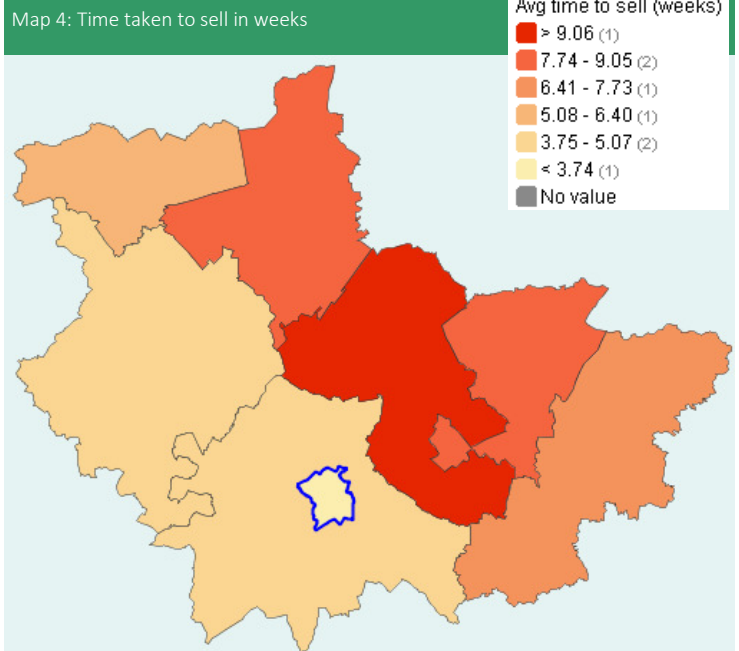 Map 4: Time taken to sell in weeks
Avg time to sell (weeks)
> 9.06 (1)
7.74 - 9.05 (2)
6.41 - 7.73 (1)
5.08 - 6.40 (1)
3.75 - 5.07 (2)
< 3.74 (1)
No value